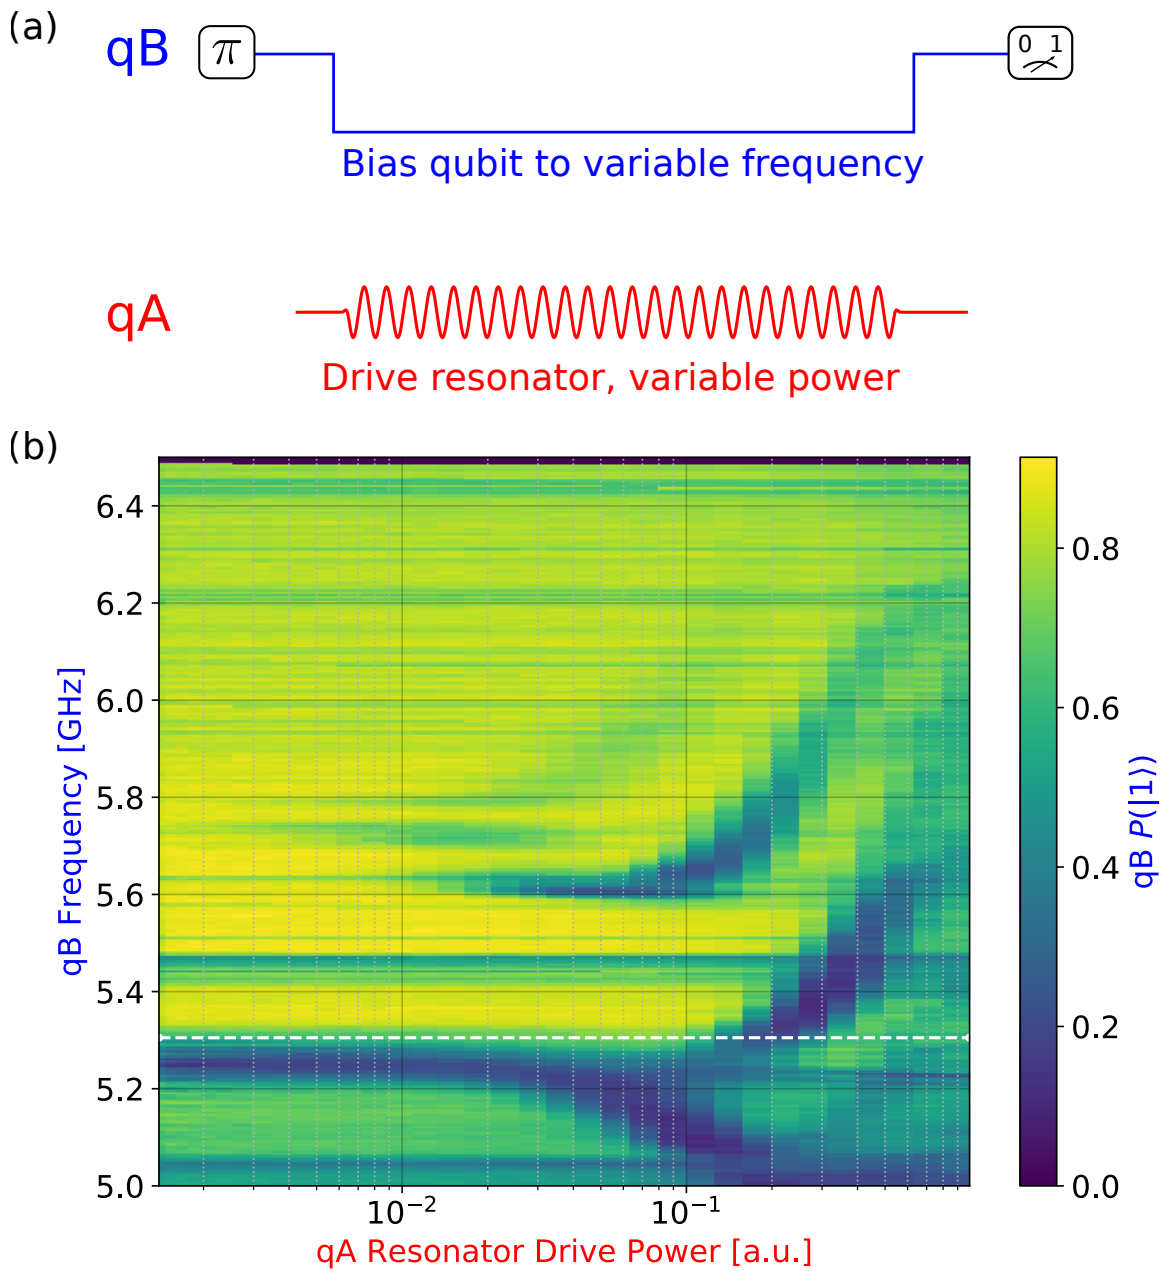 (a)
qB
π
0 1
Bias qubit to variable frequency
qA
Drive resonator, variable power
(b)
6.4
6.2
6.0
5.8
5.6
5.4
5.2
5.0
qB Frequency [GHz]
10⁻²
10⁻¹
qA Resonator Drive Power [a.u.]
0.8
0.6
0.4
0.2
0.0
qB P(|1⟩)